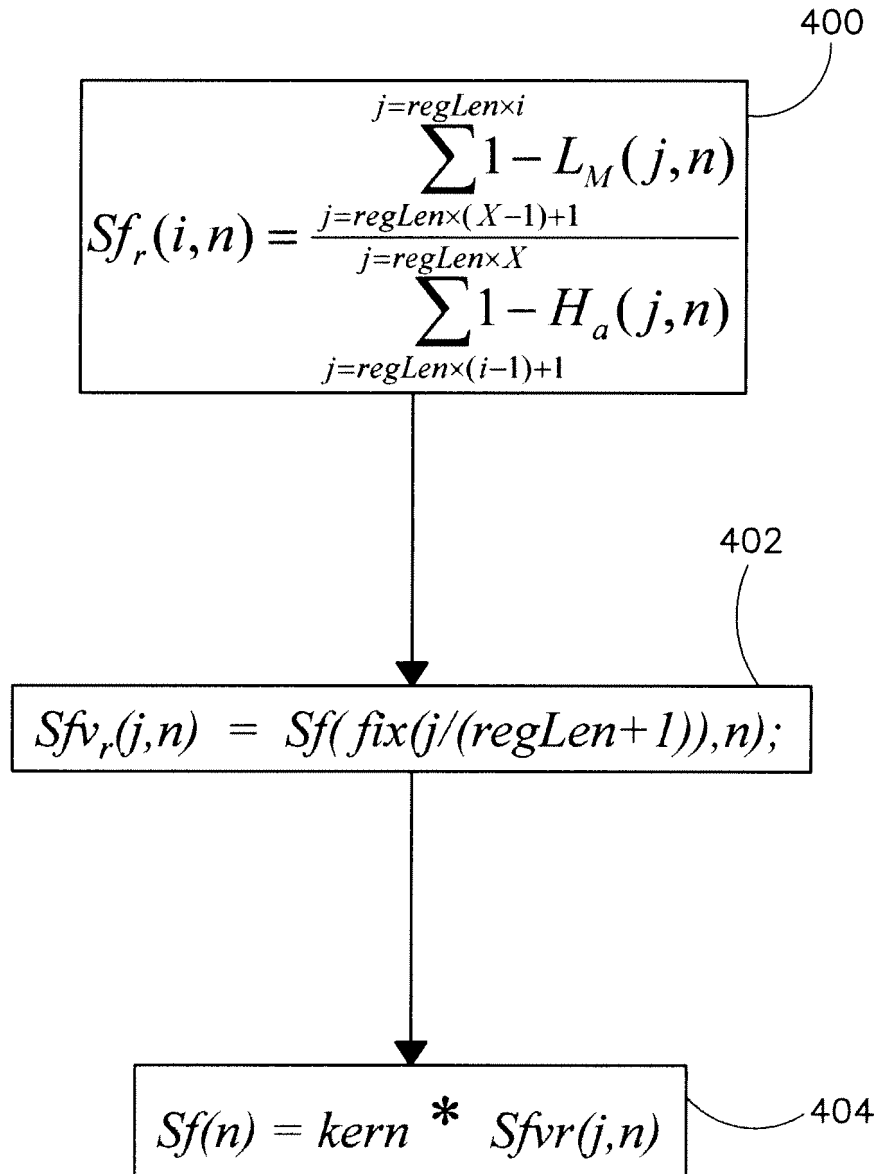 400
j=regLen×i
∑1−L_M(j,n)
j=regLen×(X−1)+1
Sf_r(i,n)=
j=regLen×X
∑1−H_a(j,n)
j=regLen×(i−1)+1
402
Sfv_r(j,n) = Sf( fix(j/(regLen+1)),n);
Sf(n) = kern * Sfvr(j,n)
404